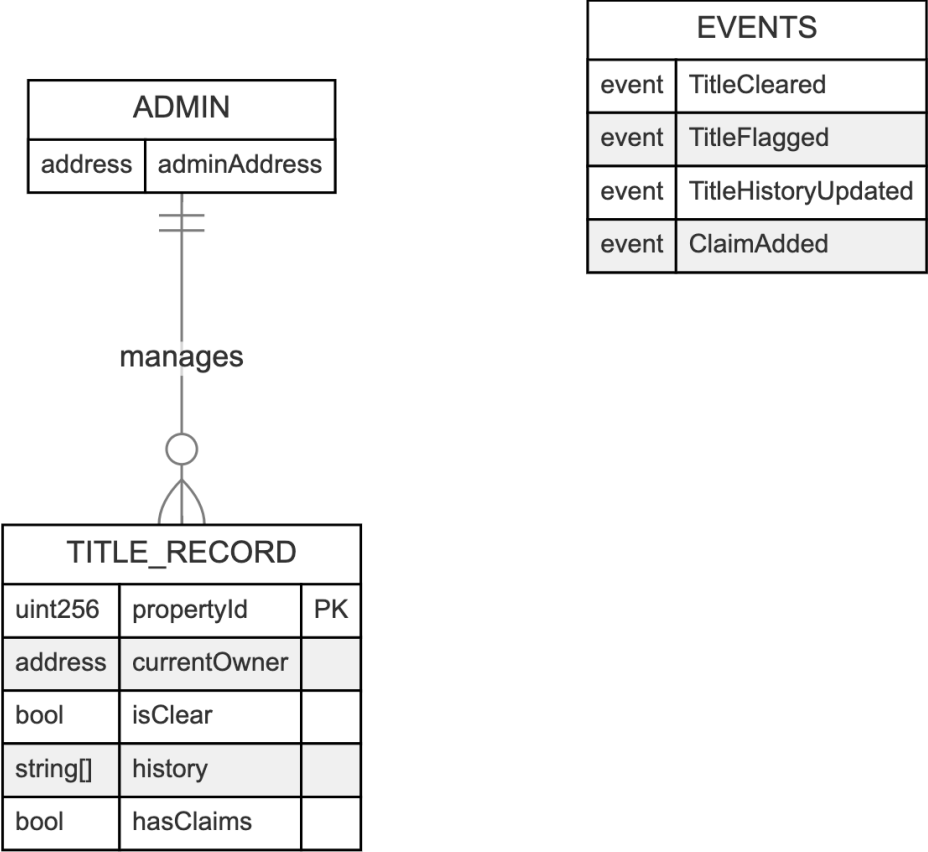 ADMIN
address adminAddress
manages
TITLE_RECORD
uint256 propertyId PK
address currentOwner
bool isClear
string[] history
bool hasClaims
EVENTS
event TitleCleared
event TitleFlagged
event TitleHistoryUpdated
event ClaimAdded